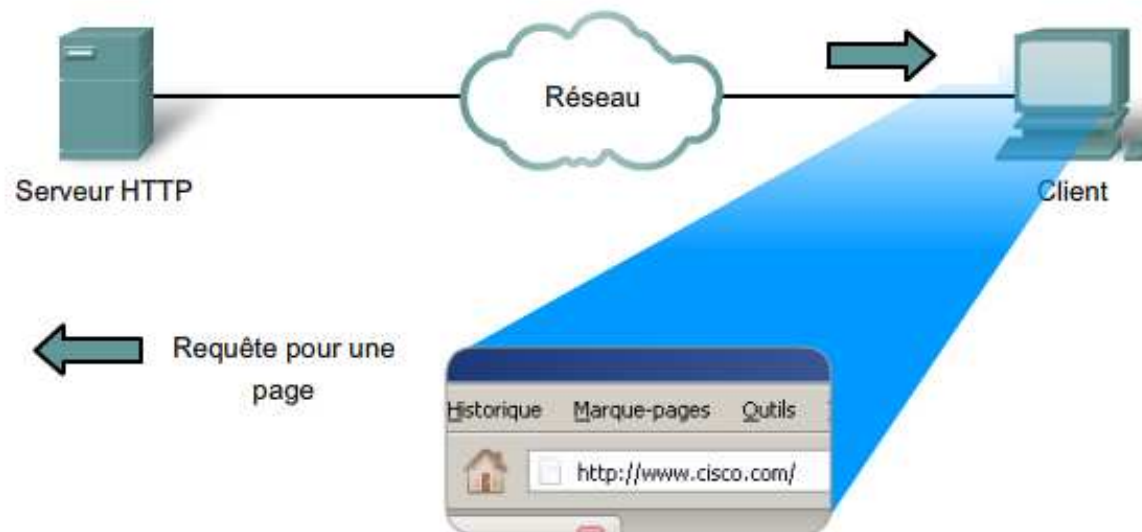 Réseau
Serveur HTTP
Client
Requête pour une
page
Historique Marque-pages Outils
http://www.cisco.com/